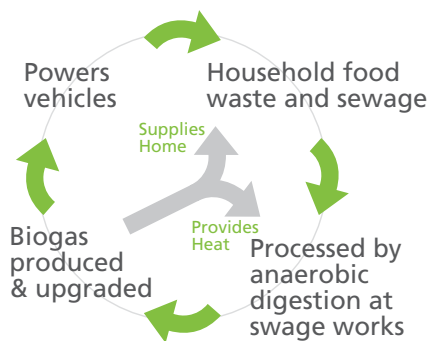 Powers
vehicles
Household food
waste and sewage
Supplies
Home
Provides
Heat
Biogas
produced
& upgraded
Processed by
anaerobic
digestion at
swage works